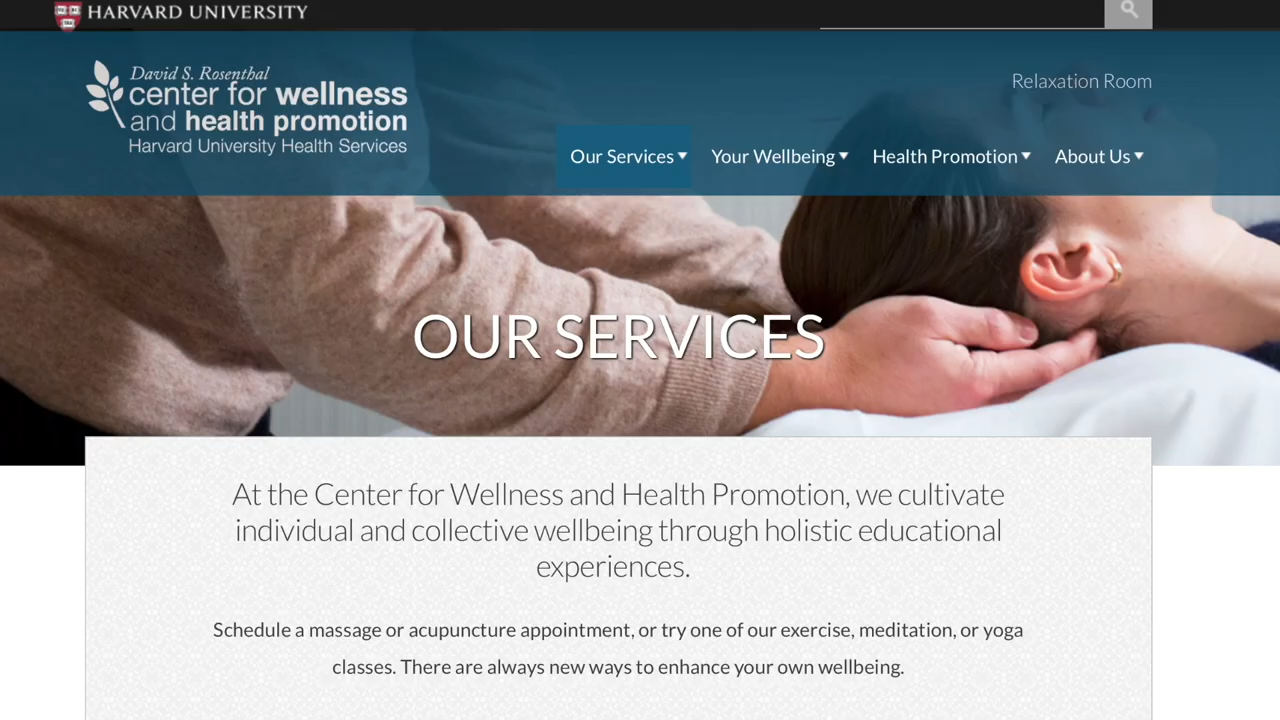 HARVARD UNIVERSITY
David S. Rosenthal
center for wellness
and health promotion
Harvard University Health Services
Relaxation Room
Our Services Your Wellbeing Health Promotion About Us
OUR SERVICES
At the Center for Wellness and Health Promotion, we cultivate
individual and collective wellbeing through holistic educational
experiences.
Schedule a massage or acupuncture appointment, or try one of our exercise, meditation, or yoga
classes. There are always new ways to enhance your own wellbeing.